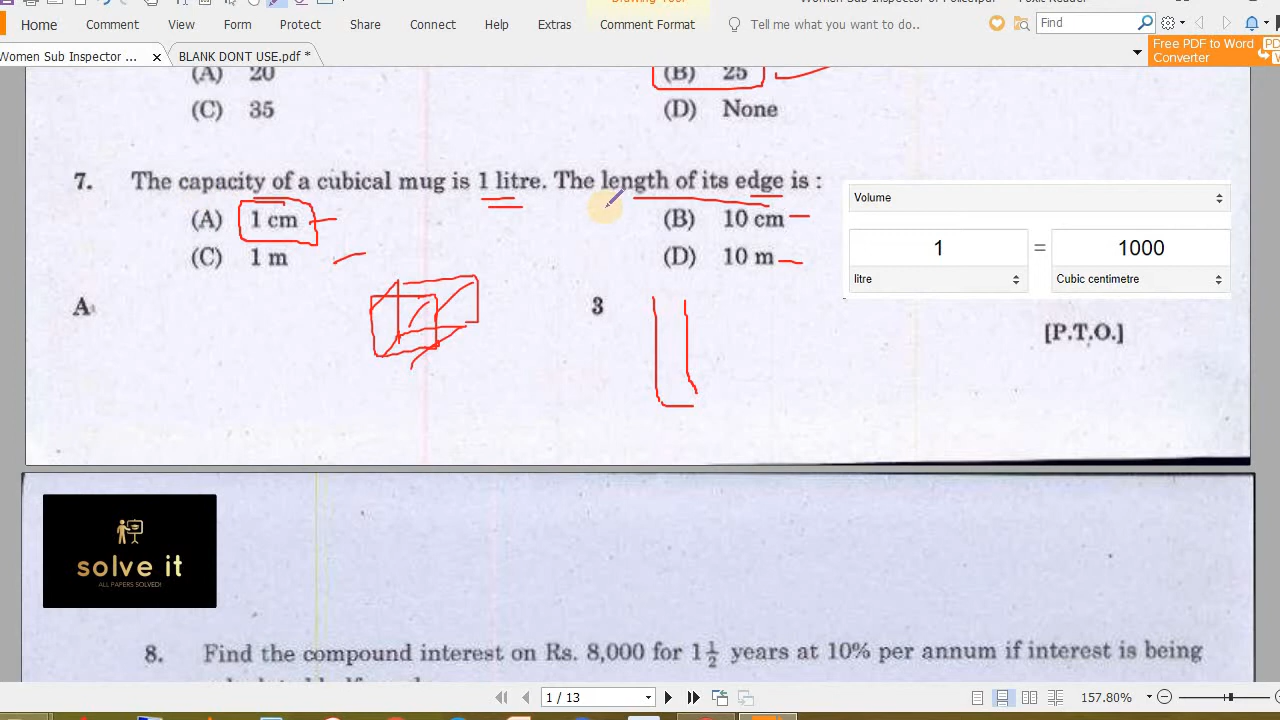 Home Comment View Form Protect Share Connect Help Extras Comment Format Tell me what you want to do.. Find
Women Sub Inspector ... BLANK DONT USE.pdf * Free PDF to Word Converter
(A) 20 (B) 25
(C) 35 (D) None
7. The capacity of a cubical mug is 1 litre. The length of its edge is :
(A) 1 cm (B) 10 cm
(C) 1 m (D) 10 m
Volume
1 = 1000
litre Cubic centimetre
A 3 [P.T.O.]
solve it
ALL PAPERS SOLVED!
8. Find the compound interest on Rs. 8,000 for 1 1/2 years at 10% per annum if interest is being
1 / 13 157.80%